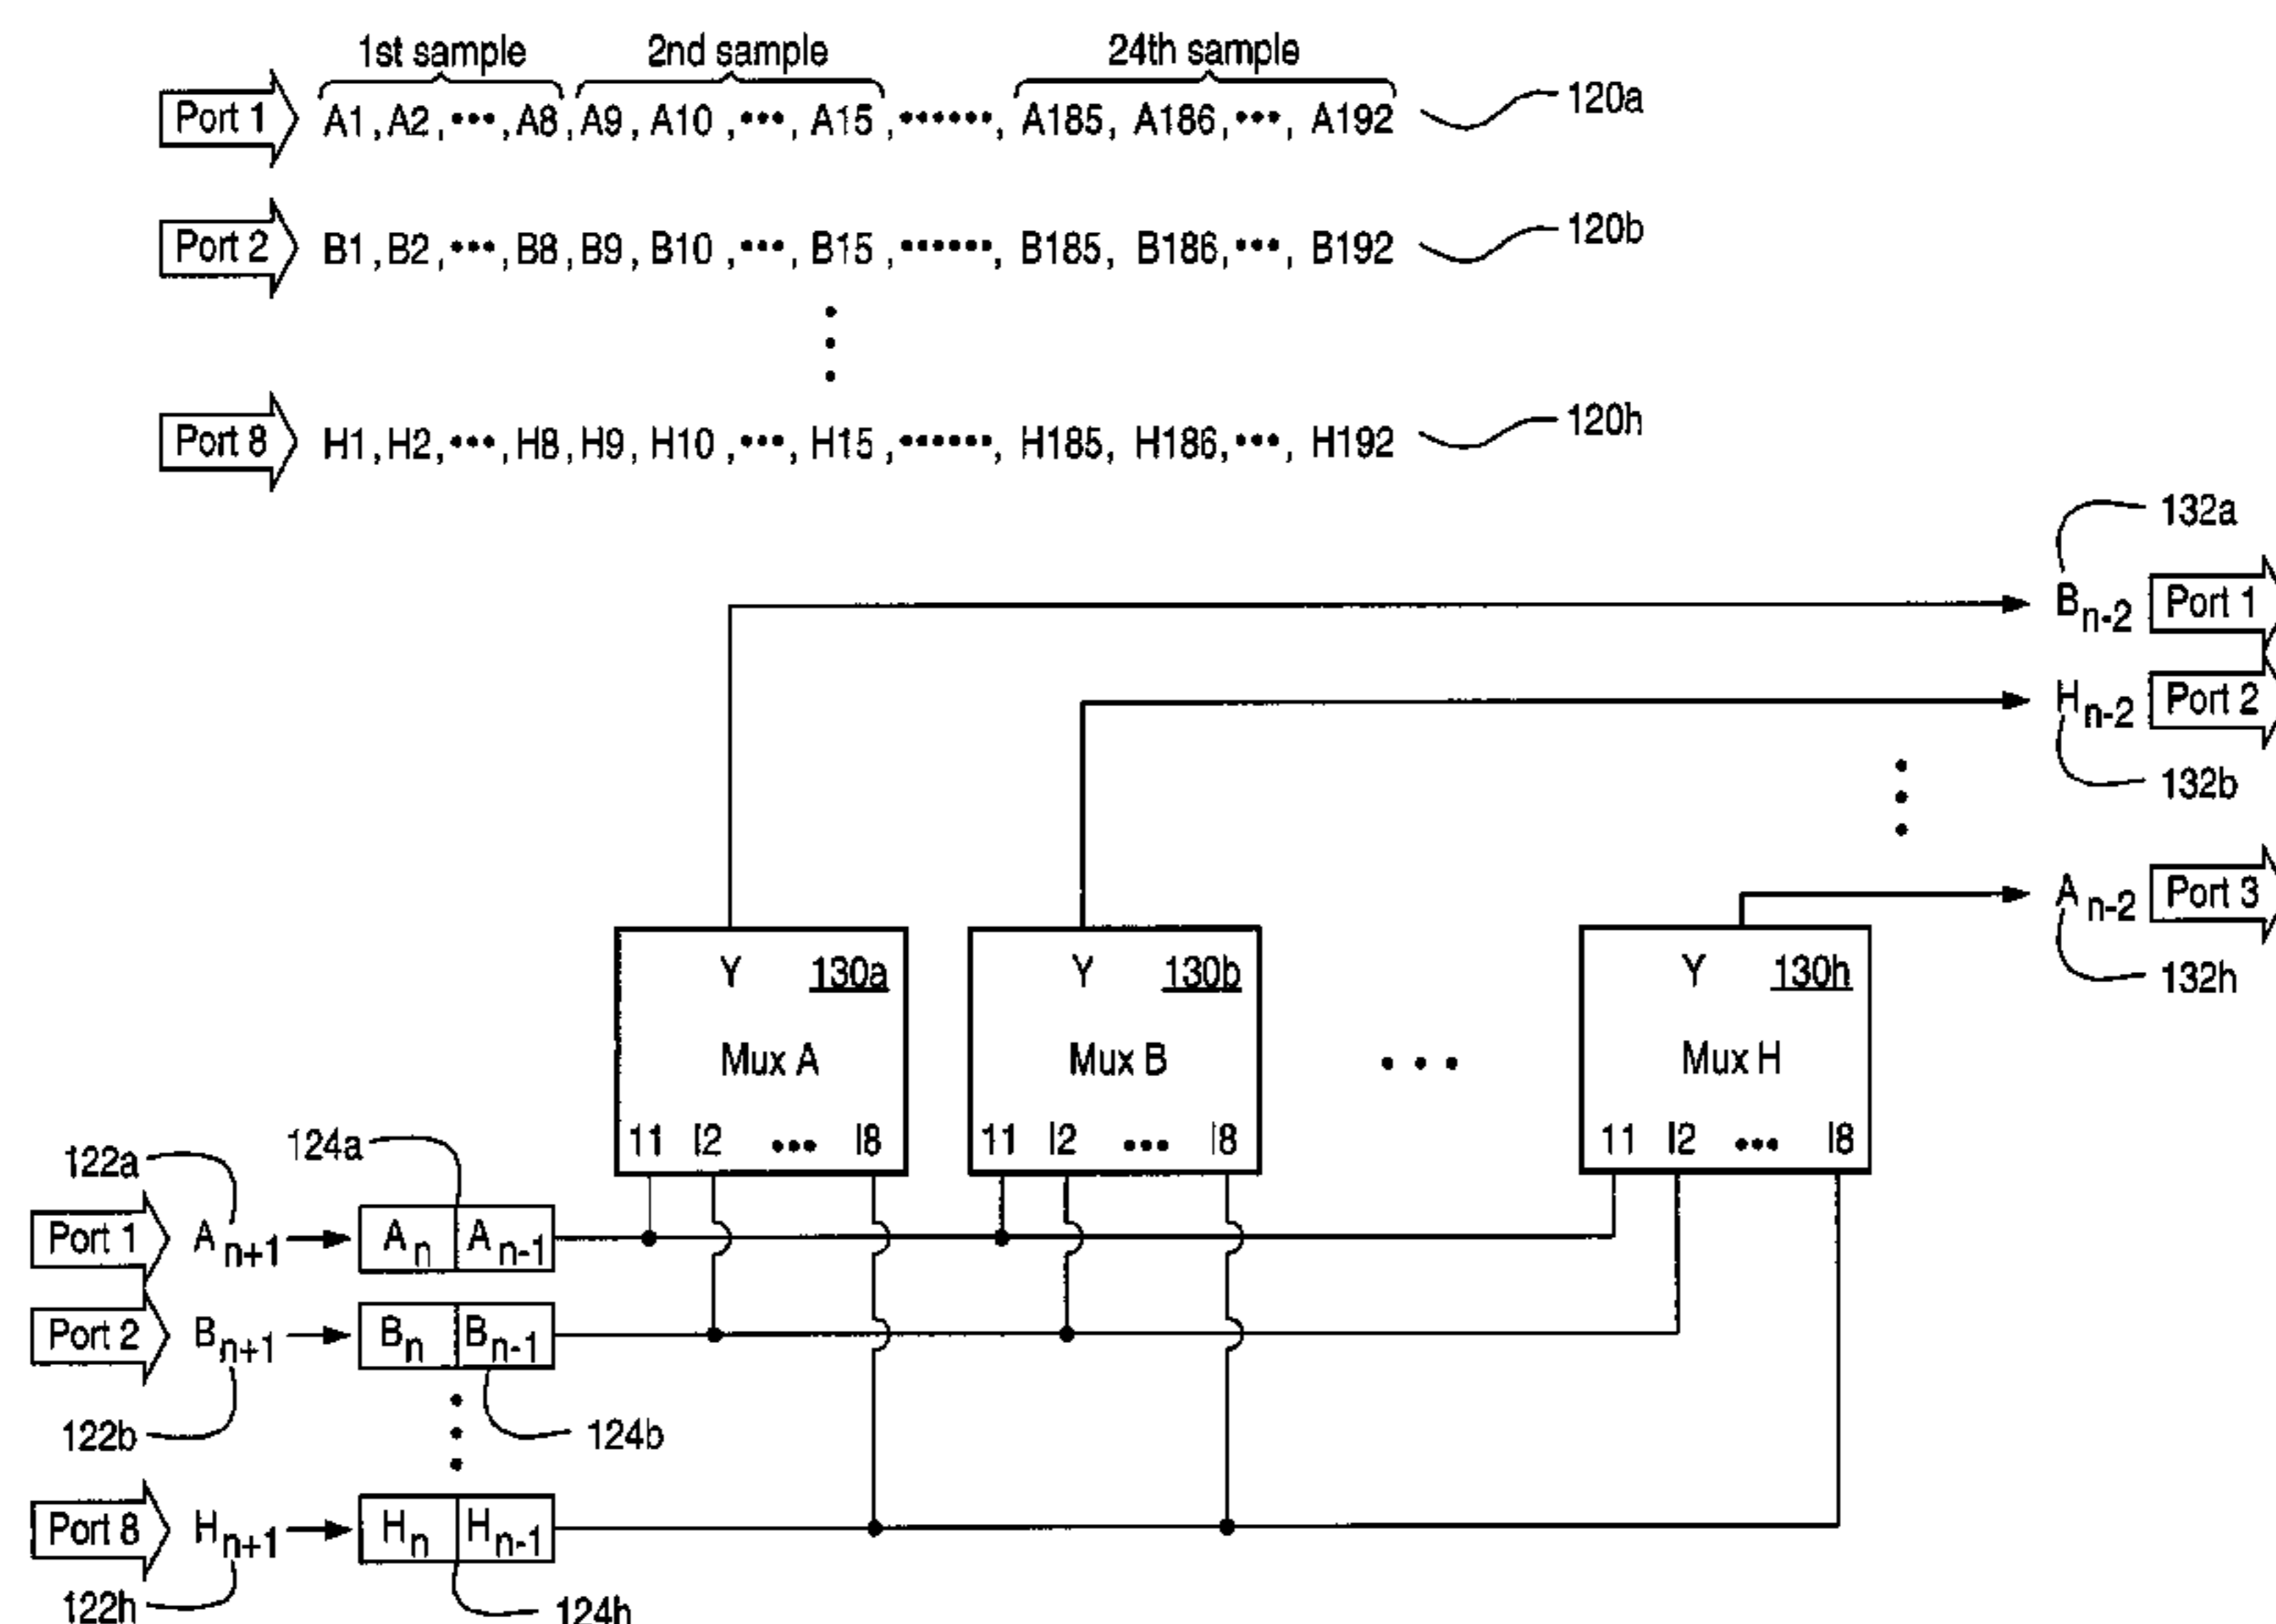 1st sample 2nd sample 24th sample
Port 1 A1, A2, •••, A8, A9, A10, •••, A15, ••••••, A185, A186, •••, A192 120a
Port 2 B1, B2, •••, B8, B9, B10, •••, B15, ••••••, B185, B186, •••, B192 120b
Port 8 H1, H2, •••, H8, H9, H10, •••, H15, ••••••, H185, H186, •••, H192 120h
132a
Bn-2 Port 1
Hn-2 Port 2
132b
An-2 Port 3
132h
Y 130a Y 130b Y 130h
Mux A Mux B ••• Mux H
11 I2 ••• I8 11 I2 ••• I8 11 I2 ••• I8
122a 124a
Port 1 An+1 An An-1
Port 2 Bn+1 Bn Bn-1
122b 124b
Port 8 Hn+1 Hn Hn-1
122h 124h